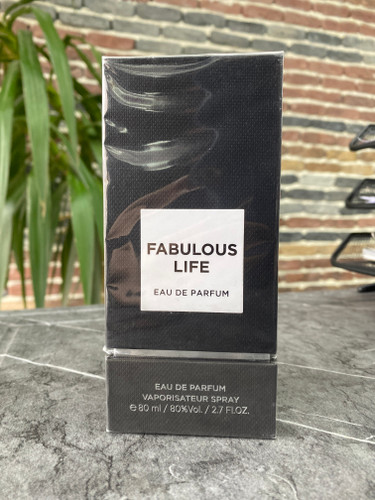 FABULOUS
LIFE
EAU DE PARFUM
EAU DE PARFUM
VAPORISATEUR SPRAY
℮ 80 ml / 80% Vol. / 2.7 FL.OZ.